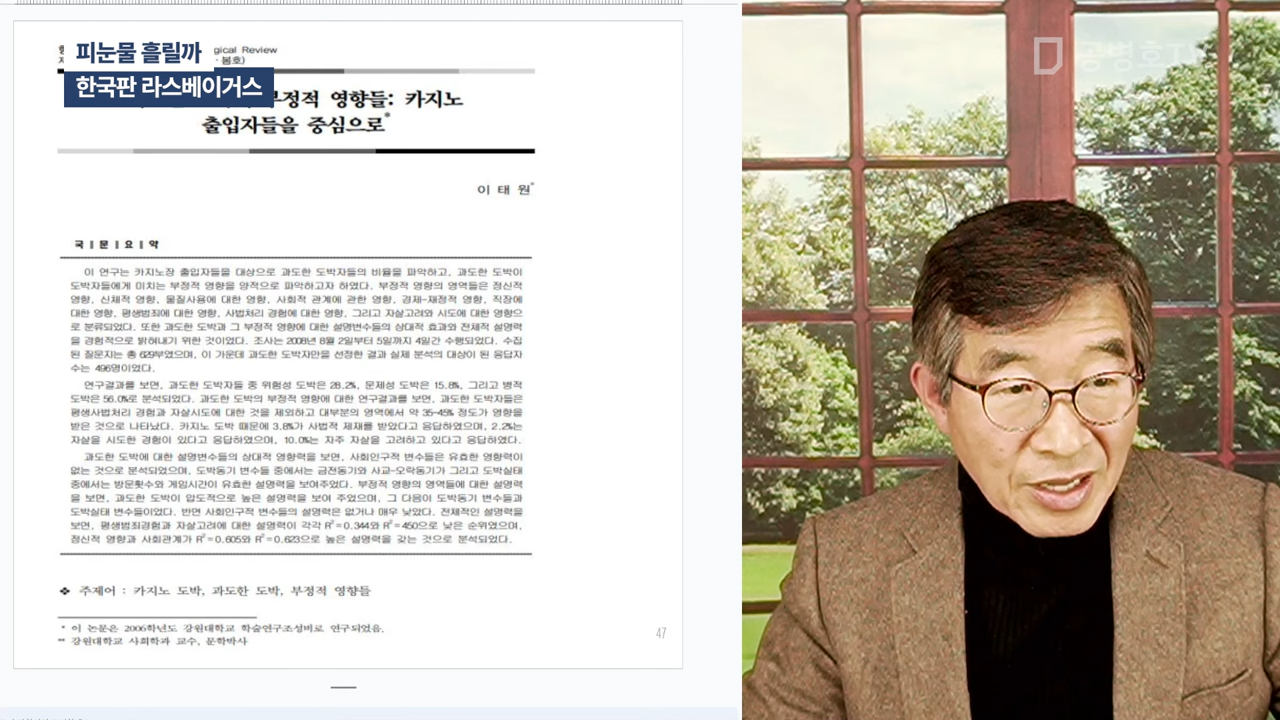 피눈물 흘릴까
한국판 라스베이거스
공병호TV
gical Review
· 봄호)
부정적 영향들: 카지노
출입자들을 중심으로*
이 태 원*
국 ‖ 문 ‖ 요 ‖ 약
이 연구는 카지노장 출입자들을 대상으로 과도한 도박자들의 비율을 파악하고, 과도한 도박이
도박자들에게 미치는 부정적 영향을 양적으로 파악하고자 하였다. 부정적 영향의 영역들은 정신적
영향, 신체적 영향, 물질사용에 대한 영향, 사회적 관계에 관한 영향, 경제-재정적 영향, 직장에
대한 영향, 평생범죄에 대한 영향, 사법처리 경험에 대한 영향, 그리고 자살고려와 시도에 대한 영향으
로 분류되었다. 또한 과도한 도박과 그 부정적 영향에 대한 설명변수들의 상대적 효과와 전체적 설명력
을 경험적으로 밝혀내기 위한 것이었다. 조사는 2008년 8월 2일부터 5일까지 4일간 수행되었다. 수집
된 질문지는 총 629부였으며, 이 가운데 과도한 도박자만을 선정한 결과 실제 분석의 대상이 된 응답자
수는 496명이었다.
연구결과를 보면, 과도한 도박자들 중 위험성 도박은 28.2%, 문제성 도박은 15.8%, 그리고 병적
도박은 56.0%로 분석되었다. 과도한 도박의 부정적 영향에 대한 연구결과를 보면, 과도한 도박자들은
평생사법처리 경험과 자살시도에 대한 것을 제외하고 대부분의 영역에서 약 35-45% 정도가 영향을
받은 것으로 나타났다. 카지노 도박 때문에 3.8%가 사법적 제재를 받았다고 응답하였으며, 2.2%는
자살을 시도한 경험이 있다고 응답하였으며, 10.0%는 자주 자살을 고려하고 있다고 응답하였다.
과도한 도박에 대한 설명변수들의 상대적 영향력을 보면, 사회인구적 변수들은 유효한 영향력이
없는 것으로 분석되었으며, 도박동기 변수들 중에서는 금전동기와 사교-오락동기가 그리고 도박실태
중에서는 방문횟수와 게임시간이 유효한 설명력을 보여주었다. 부정적 영향의 영역들에 대한 설명력
을 보면, 과도한 도박이 압도적으로 높은 설명력을 보여 주었으며, 그 다음이 도박동기 변수들과
도박실태 변수들이었다. 반면 사회인구적 변수들의 설명력은 없거나 매우 낮았다. 전체적인 설명력을
보면, 평생범죄경험과 자살고려에 대한 설명력이 각각 R²=0.344와 R²=450으로 낮은 순위였으며,
정신적 영향과 사회관계가 R²=0.605와 R²=0.623으로 높은 설명력을 갖는 것으로 분석되었다.
❖ 주제어 : 카지노 도박, 과도한 도박, 부정적 영향들
* 이 논문은 2006학년도 강원대학교 학술연구조성비로 연구되었음.
** 강원대학교 사회학과 교수, 문학박사
47